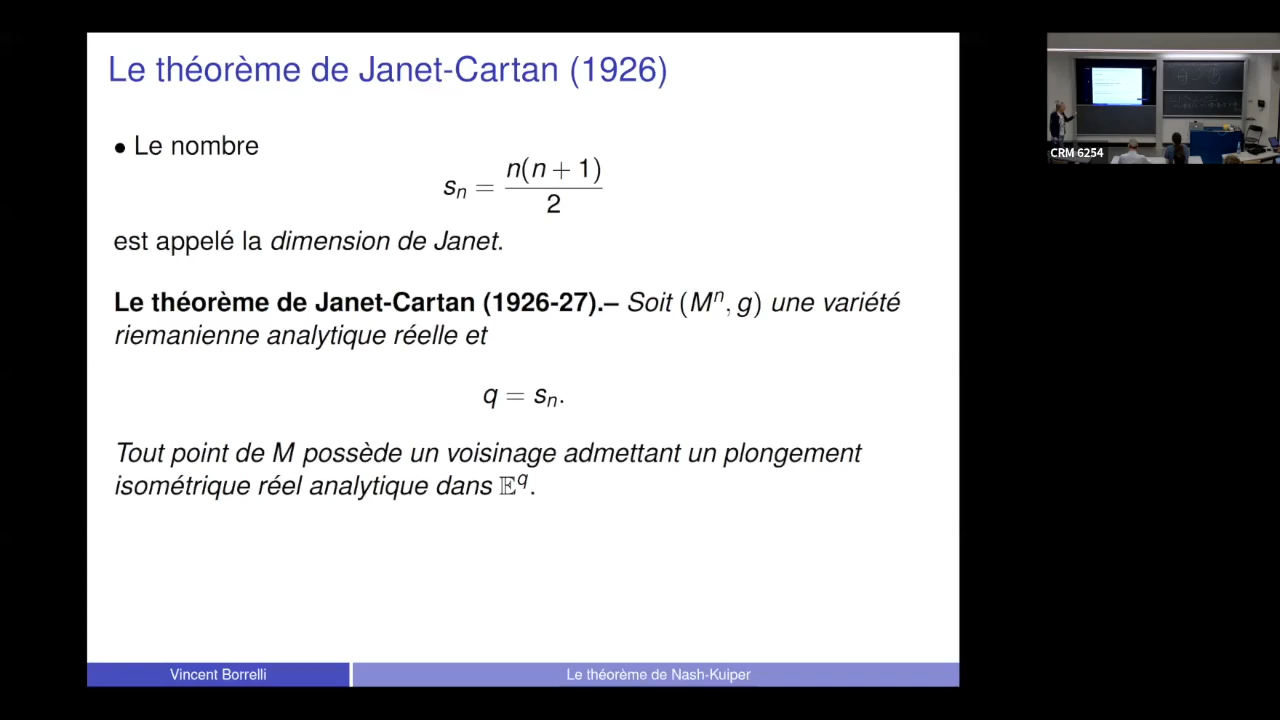 Le théorème de Janet-Cartan (1926)
• Le nombre
s_n = n(n + 1) / 2
est appelé la dimension de Janet.
Le théorème de Janet-Cartan (1926-27).– Soit (Mⁿ, g) une variété
riemanienne analytique réelle et
q = s_n.
Tout point de M possède un voisinage admettant un plongement
isométrique réel analytique dans 𝔼^q.
Vincent Borrelli
Le théorème de Nash-Kuiper
CRM 6254